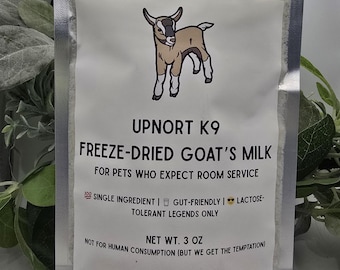 UPNORT K9
FREEZE-DRIED GOAT'S MILK
FOR PETS WHO EXPECT ROOM SERVICE
💯 SINGLE INGREDIENT | 🥛 GUT-FRIENDLY | 😎 LACTOSE-
TOLERANT LEGENDS ONLY
NET WT. 3 OZ
NOT FOR HUMAN CONSUMPTION (BUT WE GET THE TEMPTATION)